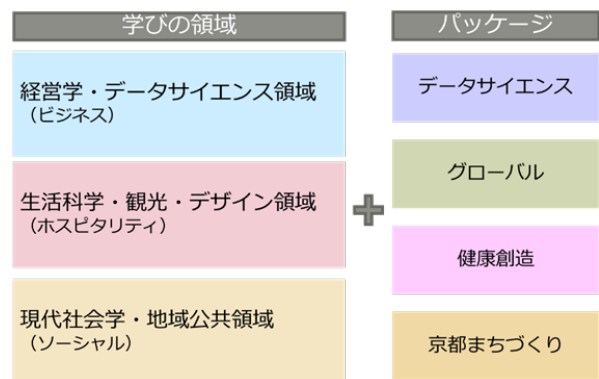 学びの領域
経営学・データサイエンス領域
（ビジネス）
生活科学・観光・デザイン領域
（ホスピタリティ）
現代社会学・地域公共領域
（ソーシャル）
パッケージ
データサイエンス
グローバル
健康創造
京都まちづくり